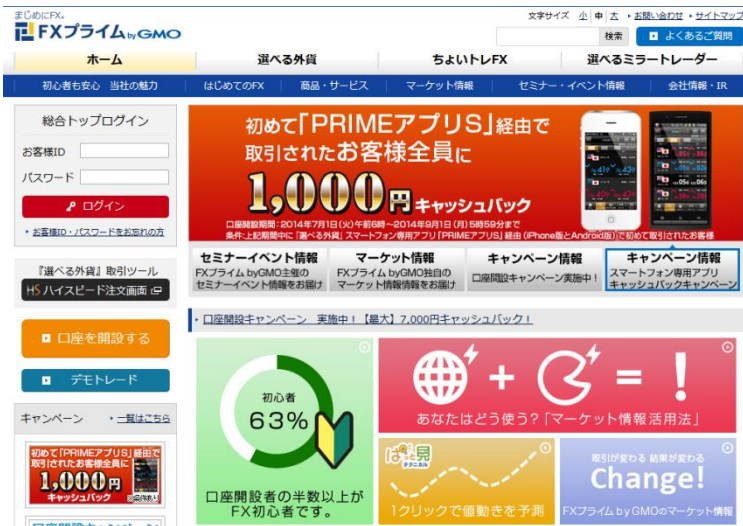 まじめにFX。
FXプライム by GMO
文字サイズ 小 中 大 お問い合わせ サイトマップ
検索 よくあるご質問
ホーム 選べる外貨 ちょいトレFX 選べるミラートレーダー
初心者も安心 当社の魅力 はじめてのFX 商品・サービス マーケット情報 セミナー・イベント情報 会社情報・IR
総合トップログイン
お客様ID
パスワード
ログイン
お客様ID・パスワードをお忘れの方
『選べる外貨』取引ツール
HS ハイスピード注文画面
口座を開設する
デモトレード
キャンペーン 一覧はこちら
初めて「PRIMEアプリS」経由で
取引されたお客様全員に
1,000円
キャッシュバック
初めて「PRIMEアプリS」経由で
取引されたお客様全員に
1,000円キャッシュバック
口座開設期間:2014年7月1日(火)午前6時~2014年9月1日(月)5時59分まで
条件:上記期間中に「選べる外貨」スマートフォン専用アプリ「PRIMEアプリS」経由(iPhone版とAndroid版)で初めて取引されたお客様
セミナーイベント情報
FXプライム byGMO主催の
セミナーイベント情報をお届け
マーケット情報
FXプライム byGMO独自の
マーケット情報情報をお届け
キャンペーン情報
口座開設キャンペーン実施中!
キャンペーン情報
スマートフォン専用アプリ
キャッシュバックキャンペーン
口座開設キャンペーン 実施中!【最大】7,000円キャッシュバック!
初心者
63%
口座開設者の半数以上が
FX初心者です。
+ = !
あなたはどう使う?「マーケット情報活用法」
ぱっと見
テクニカル
1クリックで値動きを予測
取引が変わる 結果が変わる
Change!
FXプライム byGMOのマーケット情報